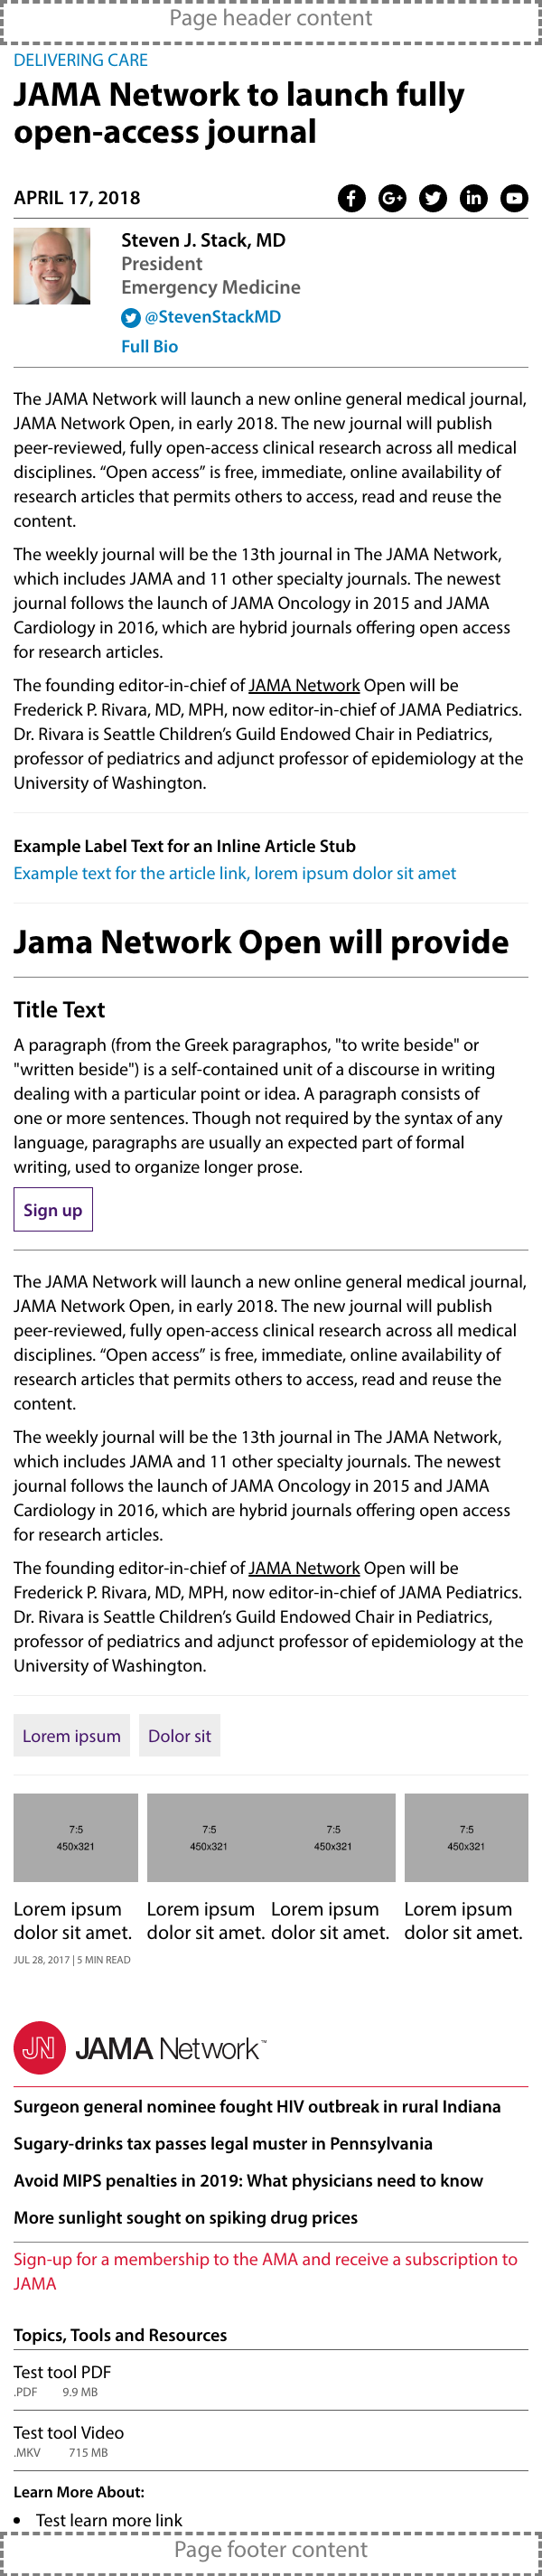 Page header content
DELIVERING CARE
JAMA Network to launch fully
open-access journal
APRIL 17, 2018
Steven J. Stack, MD
President
Emergency Medicine
@StevenStackMD
Full Bio
The JAMA Network will launch a new online general medical journal,
JAMA Network Open, in early 2018. The new journal will publish
peer-reviewed, fully open-access clinical research across all medical
disciplines. “Open access” is free, immediate, online availability of
research articles that permits others to access, read and reuse the
content.
The weekly journal will be the 13th journal in The JAMA Network,
which includes JAMA and 11 other specialty journals. The newest
journal follows the launch of JAMA Oncology in 2015 and JAMA
Cardiology in 2016, which are hybrid journals offering open access
for research articles.
The founding editor-in-chief of JAMA Network Open will be
Frederick P. Rivara, MD, MPH, now editor-in-chief of JAMA Pediatrics.
Dr. Rivara is Seattle Children’s Guild Endowed Chair in Pediatrics,
professor of pediatrics and adjunct professor of epidemiology at the
University of Washington.
Example Label Text for an Inline Article Stub
Example text for the article link, lorem ipsum dolor sit amet
Jama Network Open will provide
Title Text
A paragraph (from the Greek paragraphos, "to write beside" or
"written beside") is a self-contained unit of a discourse in writing
dealing with a particular point or idea. A paragraph consists of
one or more sentences. Though not required by the syntax of any
language, paragraphs are usually an expected part of formal
writing, used to organize longer prose.
Sign up
The JAMA Network will launch a new online general medical journal,
JAMA Network Open, in early 2018. The new journal will publish
peer-reviewed, fully open-access clinical research across all medical
disciplines. “Open access” is free, immediate, online availability of
research articles that permits others to access, read and reuse the
content.
The weekly journal will be the 13th journal in The JAMA Network,
which includes JAMA and 11 other specialty journals. The newest
journal follows the launch of JAMA Oncology in 2015 and JAMA
Cardiology in 2016, which are hybrid journals offering open access
for research articles.
The founding editor-in-chief of JAMA Network Open will be
Frederick P. Rivara, MD, MPH, now editor-in-chief of JAMA Pediatrics.
Dr. Rivara is Seattle Children’s Guild Endowed Chair in Pediatrics,
professor of pediatrics and adjunct professor of epidemiology at the
University of Washington.
Lorem ipsum Dolor sit
7:5
450x321
Lorem ipsum
dolor sit amet.
JUL 28, 2017 | 5 MIN READ
7:5
450x321
Lorem ipsum
dolor sit amet.
7:5
450x321
Lorem ipsum
dolor sit amet.
7:5
450x321
Lorem ipsum
dolor sit amet.
JN JAMA Network™
Surgeon general nominee fought HIV outbreak in rural Indiana
Sugary-drinks tax passes legal muster in Pennsylvania
Avoid MIPS penalties in 2019: What physicians need to know
More sunlight sought on spiking drug prices
Sign-up for a membership to the AMA and receive a subscription to
JAMA
Topics, Tools and Resources
Test tool PDF
.PDF 9.9 MB
Test tool Video
.MKV 715 MB
Learn More About:
• Test learn more link
Page footer content